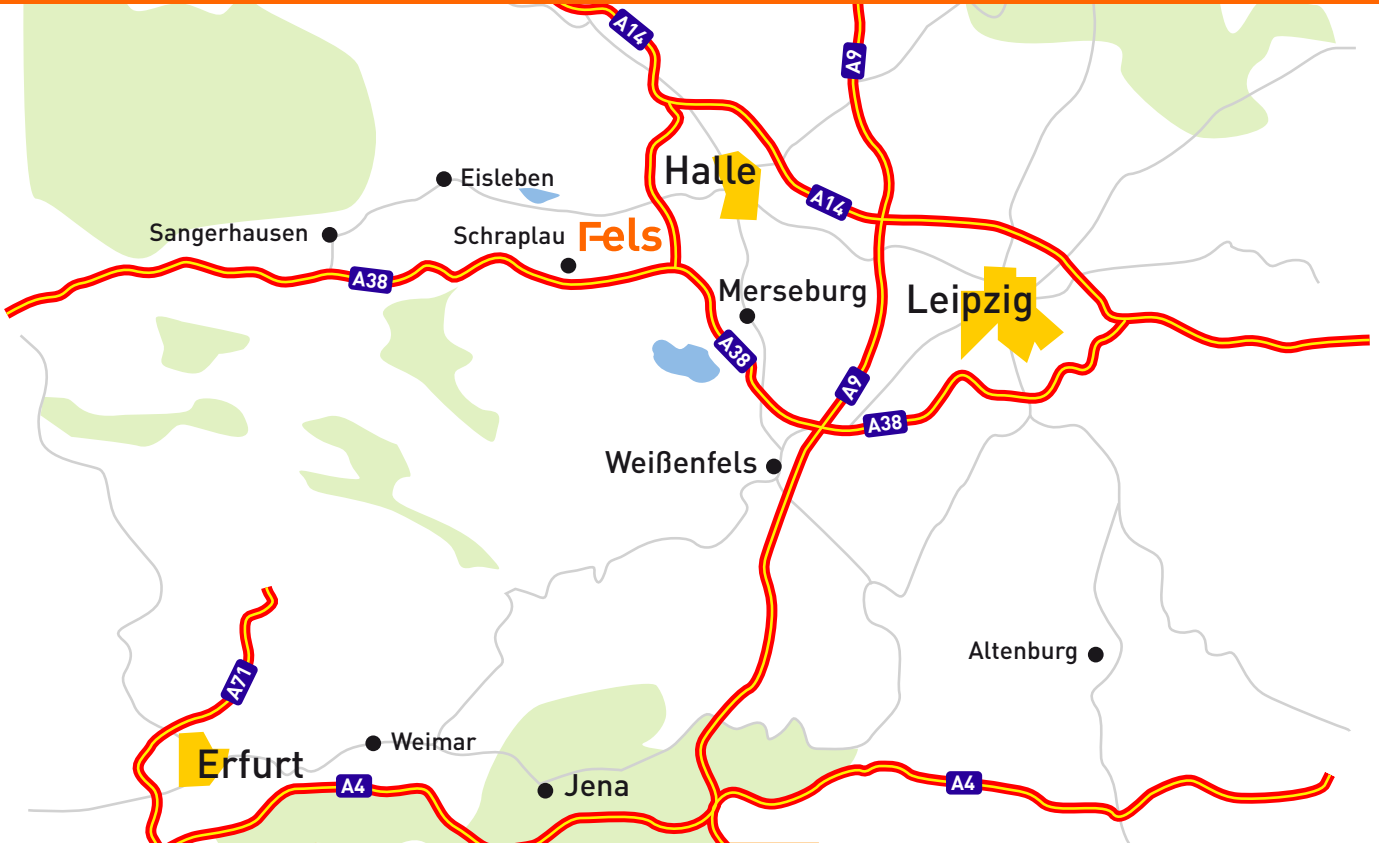 A14
A9
Halle
Eisleben
A14
Sangerhausen
Schraplau
Fels
A38
Merseburg
Leipzig
A38
A9
A38
Weißenfels
Altenburg
A71
Weimar
Erfurt
A4
Jena
A4